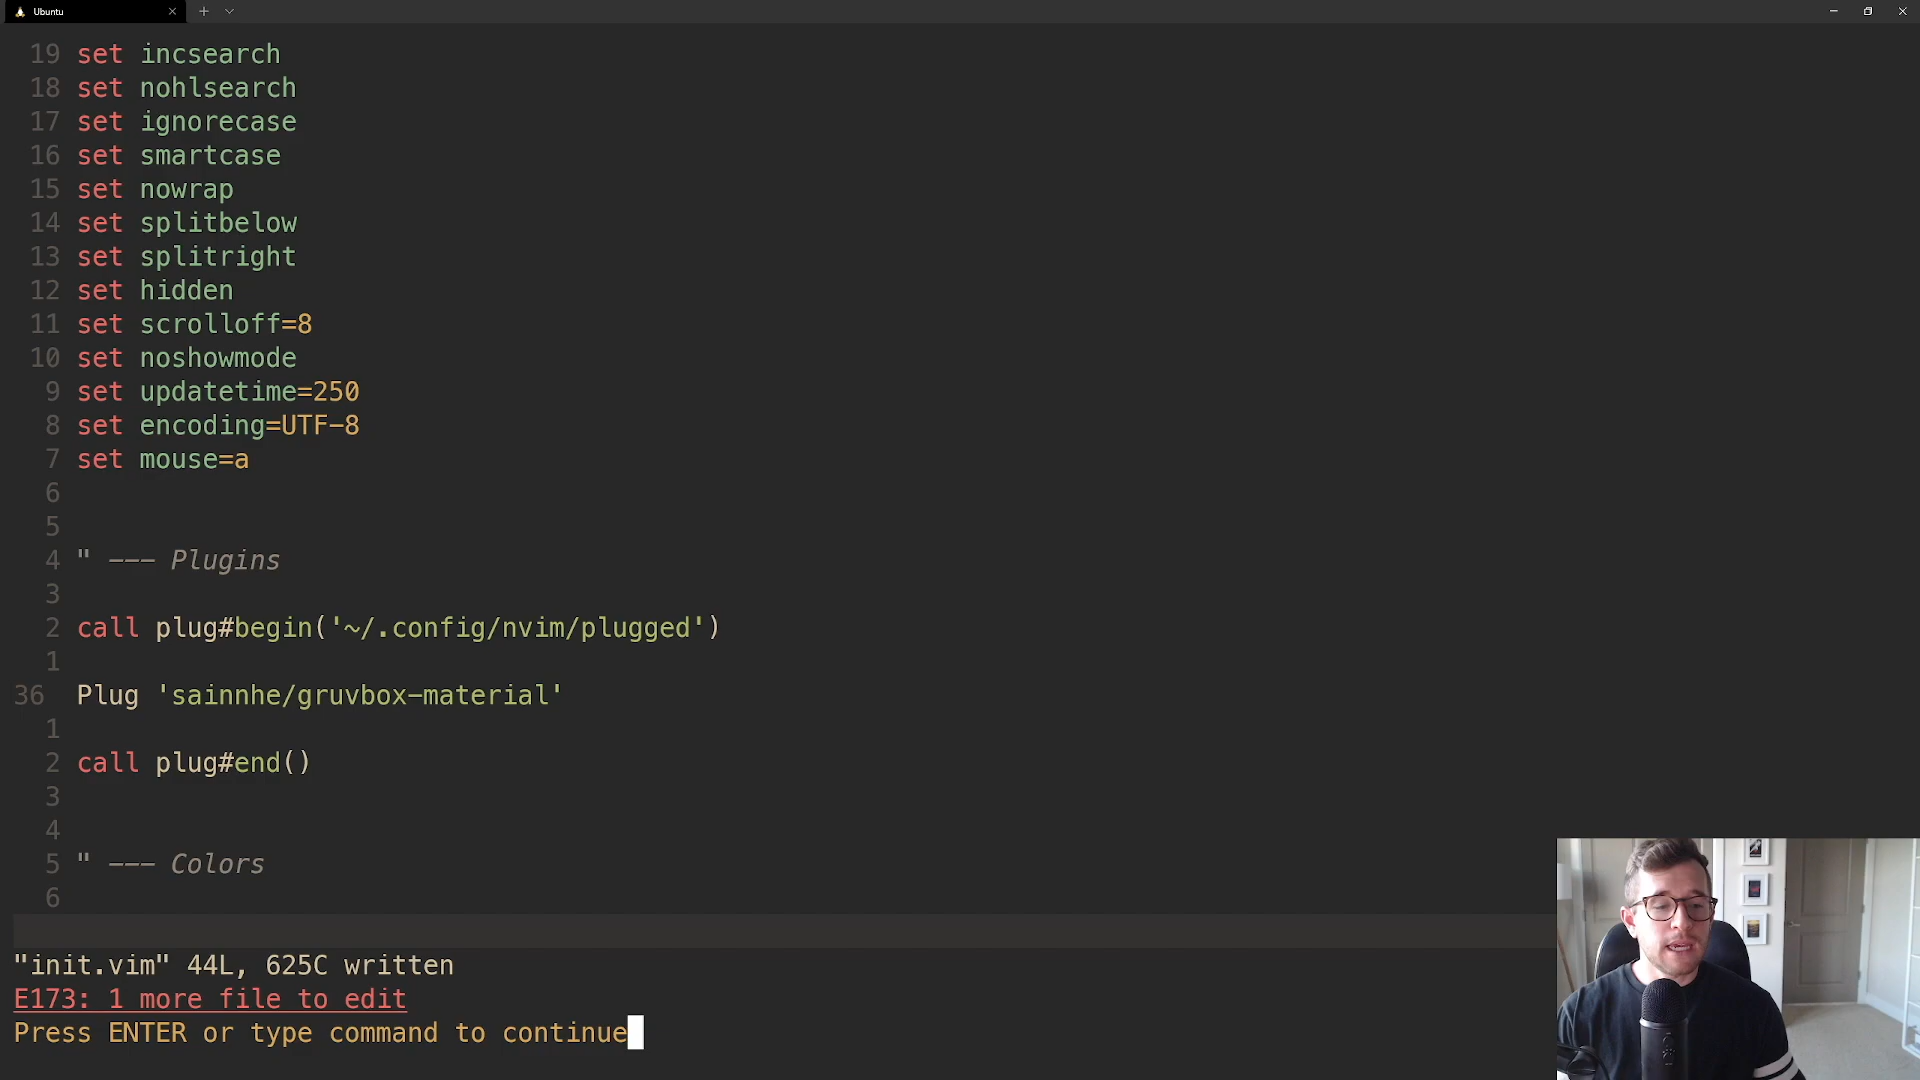 Ubuntu
19 set incsearch
18 set nohlsearch
17 set ignorecase
16 set smartcase
15 set nowrap
14 set splitbelow
13 set splitright
12 set hidden
11 set scrolloff=8
10 set noshowmode
9 set updatetime=250
8 set encoding=UTF-8
7 set mouse=a
6
5
4 " --- Plugins
3
2 call plug#begin('~/.config/nvim/plugged')
1
36 Plug 'sainnhe/gruvbox-material'
1
2 call plug#end()
3
4
5 " --- Colors
6
"init.vim" 44L, 625C written
E173: 1 more file to edit
Press ENTER or type command to continue